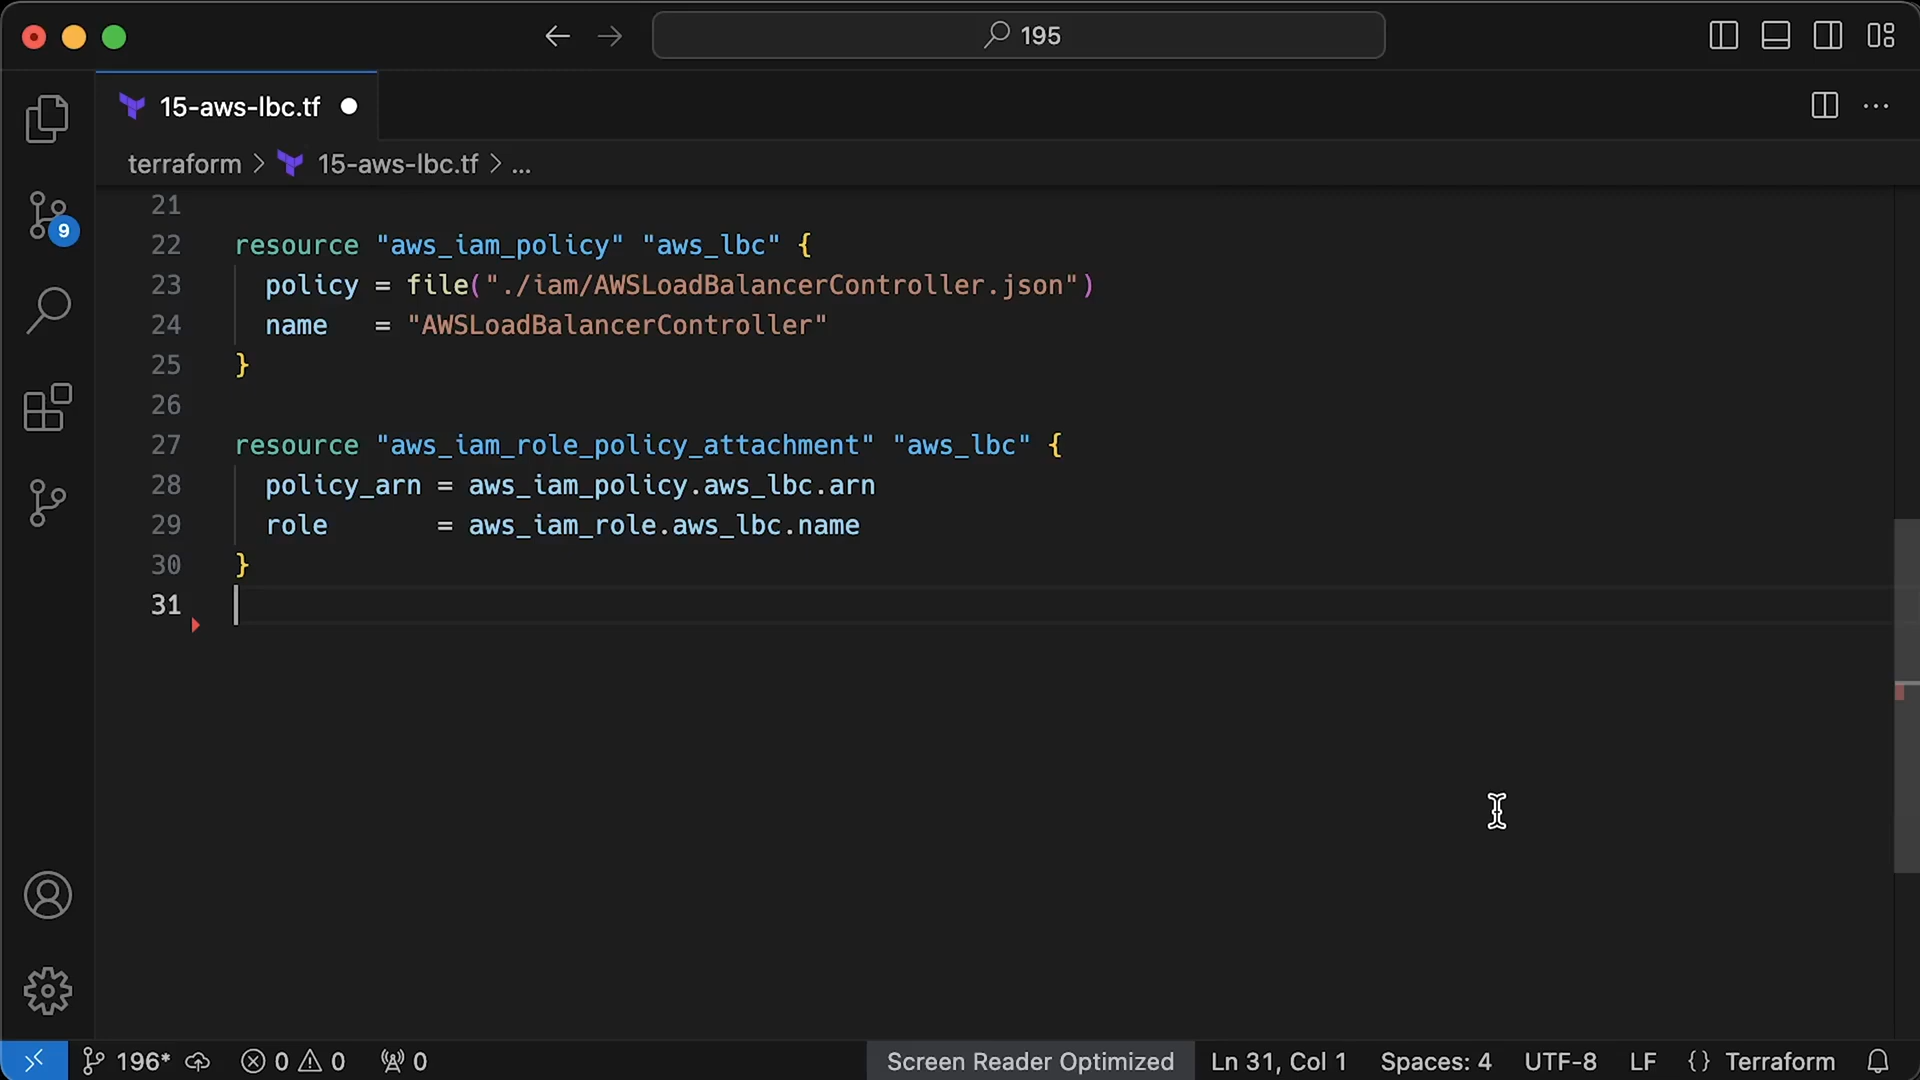 195
15-aws-lbc.tf
terraform > 15-aws-lbc.tf > ...
9
21
22 resource "aws_iam_policy" "aws_lbc" {
23 policy = file("./iam/AWSLoadBalancerController.json")
24 name = "AWSLoadBalancerController"
25 }
26
27 resource "aws_iam_role_policy_attachment" "aws_lbc" {
28 policy_arn = aws_iam_policy.aws_lbc.arn
29 role = aws_iam_role.aws_lbc.name
30 }
31
196* 0 0 0 Screen Reader Optimized Ln 31, Col 1 Spaces: 4 UTF-8 LF {} Terraform